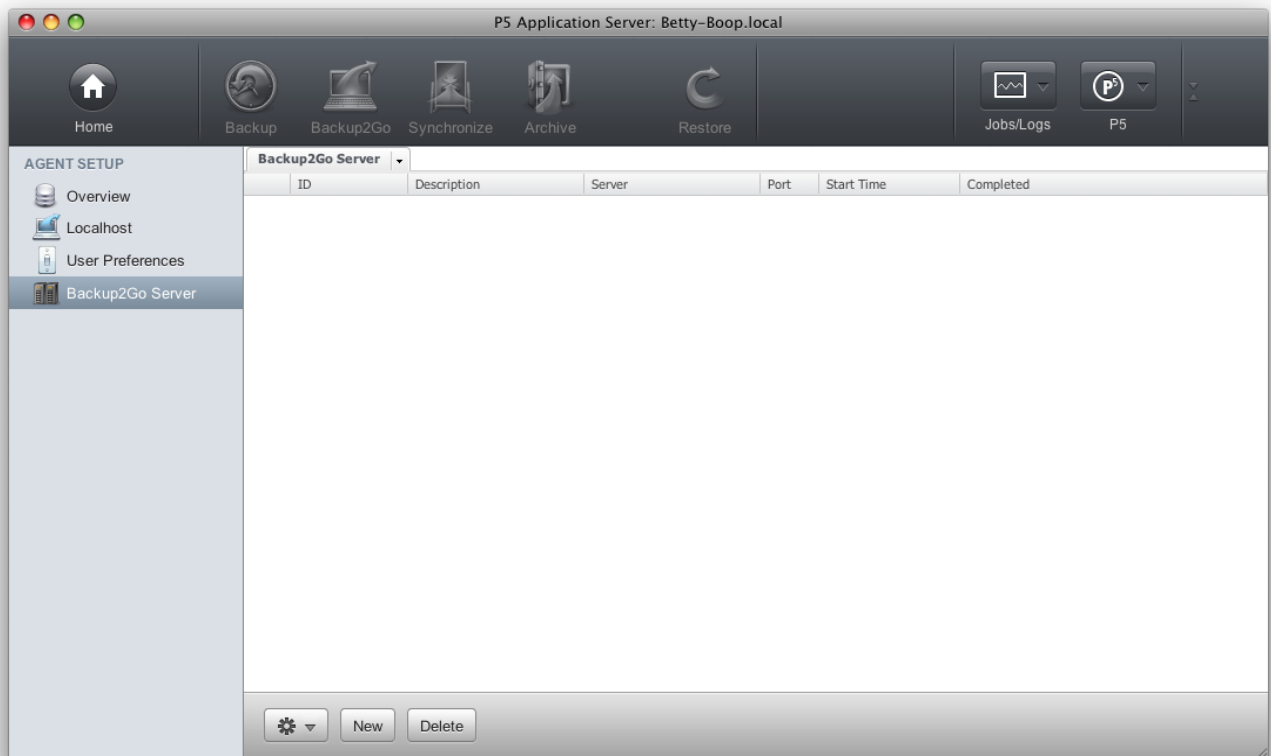 P5 Application Server: Betty-Boop.local
Home
Backup
Backup2Go
Synchronize
Archive
Restore
Jobs/Logs
P5
P5
AGENT SETUP
Overview
Localhost
User Preferences
Backup2Go Server
Backup2Go Server
ID Description Server Port Start Time Completed
New
Delete